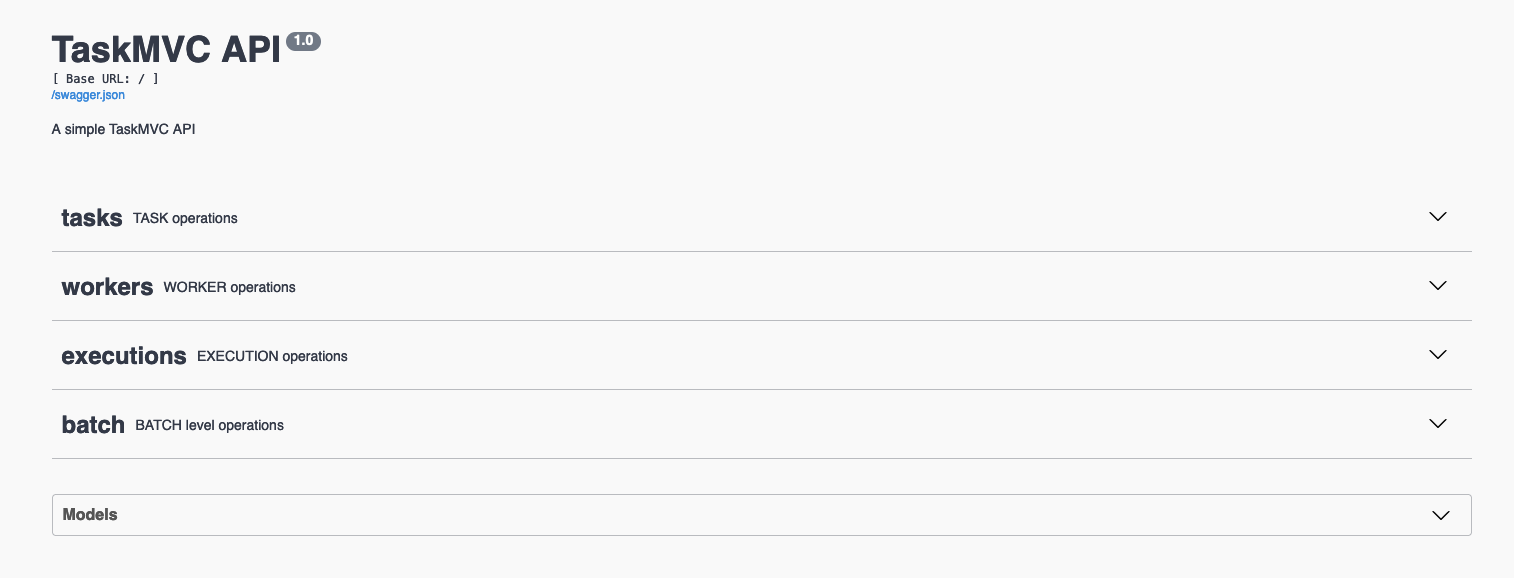 TaskMVC API 1.0
[ Base URL: / ]
/swagger.json
A simple TaskMVC API
tasks TASK operations
workers WORKER operations
executions EXECUTION operations
batch BATCH level operations
Models